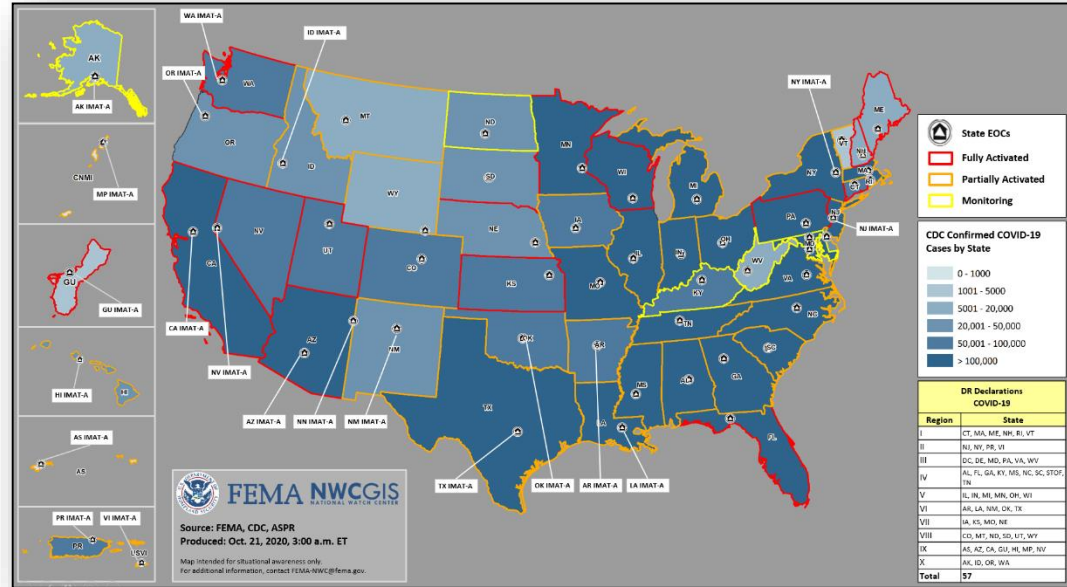 WA IMAT-A
ID IMAT-A
OR IMAT-A
NY IMAT-A
AK
AK IMAT-A
CNMI
MP IMAT-A
GU
GU IMAT-A
HI
HI IMAT-A
AS IMAT-A
AS
PR IMAT-A
VI IMAT-A
PR
USVI
WA
OR
MT
ID
WY
ND
SD
NE
NV
UT
CO
CA
KS
AZ
NM
TX
OK
MN
WI
MI
IA
IL
IN
OH
MO
KY
WV
VA
TN
NC
SC
AR
MS
AL
GA
LA
FL
PA
NY
NJ
VT
NH
ME
MA
RI
CT
NJ IMAT-A
CA IMAT-A
NV IMAT-A
AZ IMAT-A
NN IMAT-A
NM IMAT-A
TX IMAT-A
OK IMAT-A
AR IMAT-A
LA IMAT-A
FEMA NWCGIS
NATIONAL WATCH CENTER
Source: FEMA, CDC, ASPR
Produced: Oct. 21, 2020, 3:00 a.m. ET
Map intended for situational awareness only.
For additional information, contact FEMA-NWC@fema.gov.
State EOCs
Fully Activated
Partially Activated
Monitoring
CDC Confirmed COVID-19
Cases by State
0 - 1000
1001 - 5000
5001 - 20,000
20,001 - 50,000
50,001 - 100,000
> 100,000
DR Declarations
COVID-19
Region State
I CT, MA, ME, NH, RI, VT
II NJ, NY, PR, VI
III DC, DE, MD, PA, VA, WV
IV AL, FL, GA, KY, MS, NC, SC, STOF, TN
V IL, IN, MI, MN, OH, WI
VI AR, LA, NM, OK, TX
VII IA, KS, MO, NE
VIII CO, MT, ND, SD, UT, WY
IX AS, AZ, CA, GU, HI, MP, NV
X AK, ID, OR, WA
Total 57